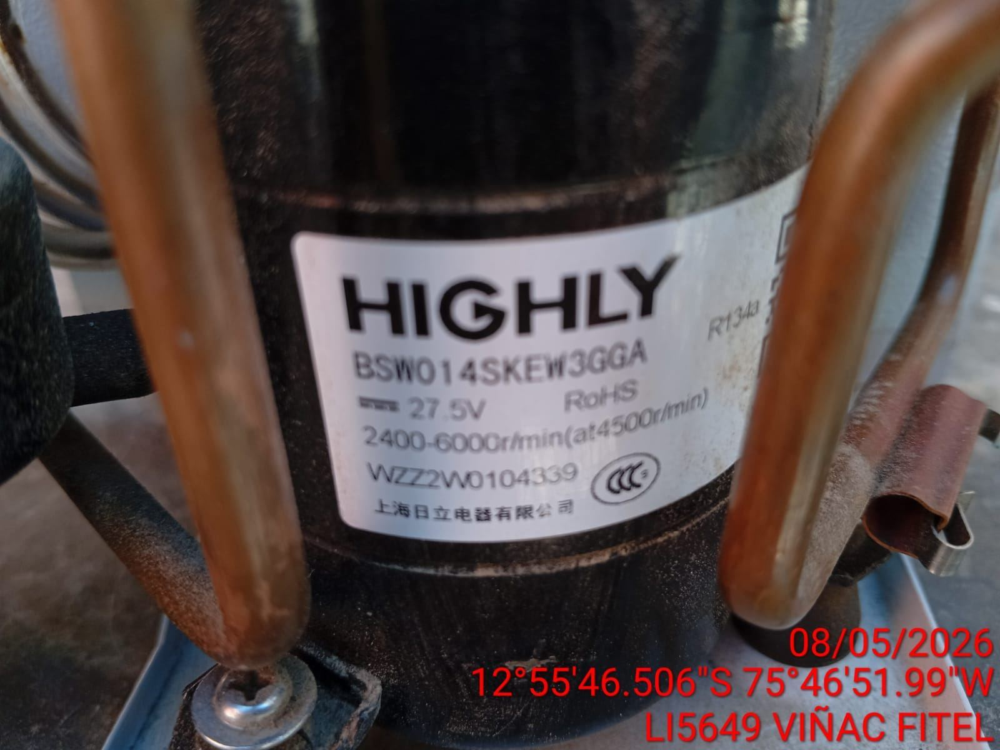 HIGHLY
BSW014SKEW3GGA
R134a
27.5V RoHS
2400-6000r/min(at4500r/min)
WZZ2W0104339
CCC S
上海日立电器有限公司
08/05/2026
12°55'46.506"S 75°46'51.99"W
LI5649 VIÑAC FITEL